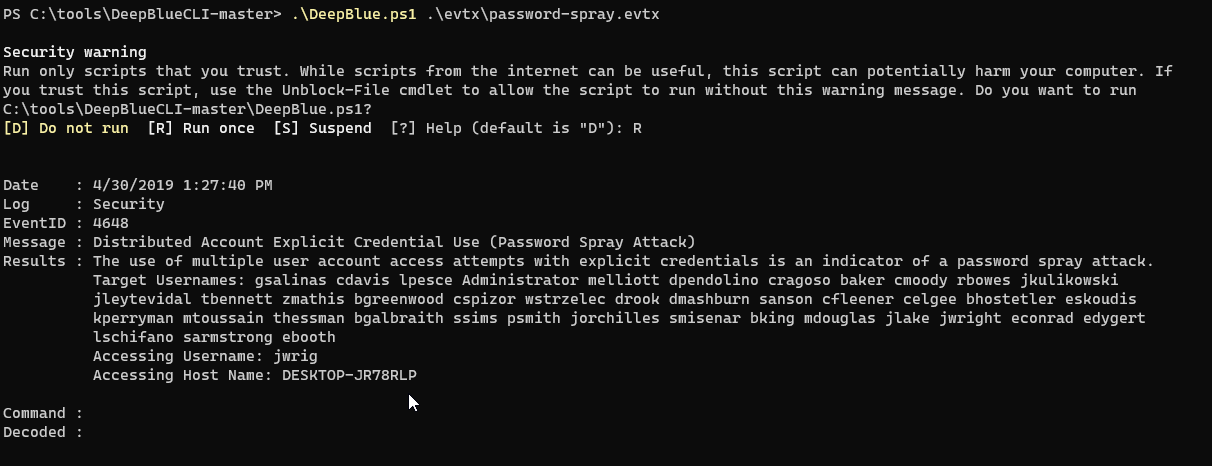 PS C:\tools\DeepBlueCLI-master> .\DeepBlue.ps1 .\evtx\password-spray.evtx
Security warning
Run only scripts that you trust. While scripts from the internet can be useful, this script can potentially harm your computer. If
you trust this script, use the Unblock-File cmdlet to allow the script to run without this warning message. Do you want to run
C:\tools\DeepBlueCLI-master\DeepBlue.ps1?
[D] Do not run  [R] Run once  [S] Suspend  [?] Help (default is "D"): R
Date    : 4/30/2019 1:27:40 PM
Log     : Security
EventID : 4648
Message : Distributed Account Explicit Credential Use (Password Spray Attack)
Results : The use of multiple user account access attempts with explicit credentials is an indicator of a password spray attack.
Target Usernames: gsalinas cdavis lpesce Administrator melliott dpendolino cragoso baker cmoody rbowes jkulikowski
jleytevidal tbennett zmathis bgreenwood cspizor wstrzelec drook dmashburn sanson cfleener celgee bhostetler eskoudis
kperryman mtoussain thessman bgalbraith ssims psmith jorchilles smisenar bking mdouglas jlake jwright econrad edygert
lschifano sarmstrong ebooth
Accessing Username: jwrig
Accessing Host Name: DESKTOP-JR78RLP
Command :
Decoded :